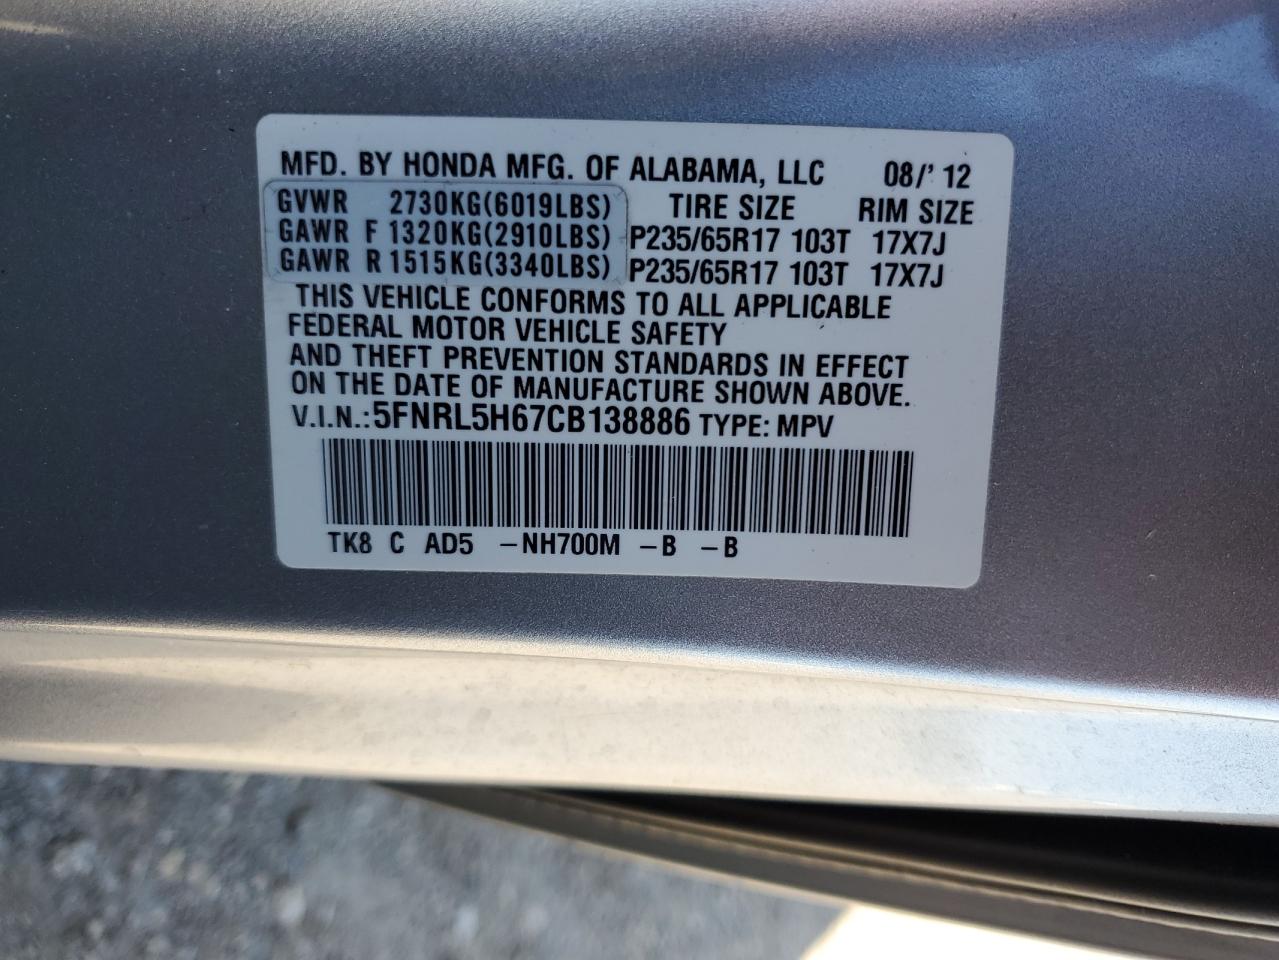 MFD. BY HONDA MFG. OF ALABAMA, LLC 08/' 12
GVWR 2730KG(6019LBS) TIRE SIZE RIM SIZE
GAWR F 1320KG(2910LBS) P235/65R17 103T 17X7J
GAWR R 1515KG(3340LBS) P235/65R17 103T 17X7J
THIS VEHICLE CONFORMS TO ALL APPLICABLE
FEDERAL MOTOR VEHICLE SAFETY
AND THEFT PREVENTION STANDARDS IN EFFECT
ON THE DATE OF MANUFACTURE SHOWN ABOVE.
V.I.N.:5FNRL5H67CB138886 TYPE: MPV
TK8 C AD5 -NH700M -B -B